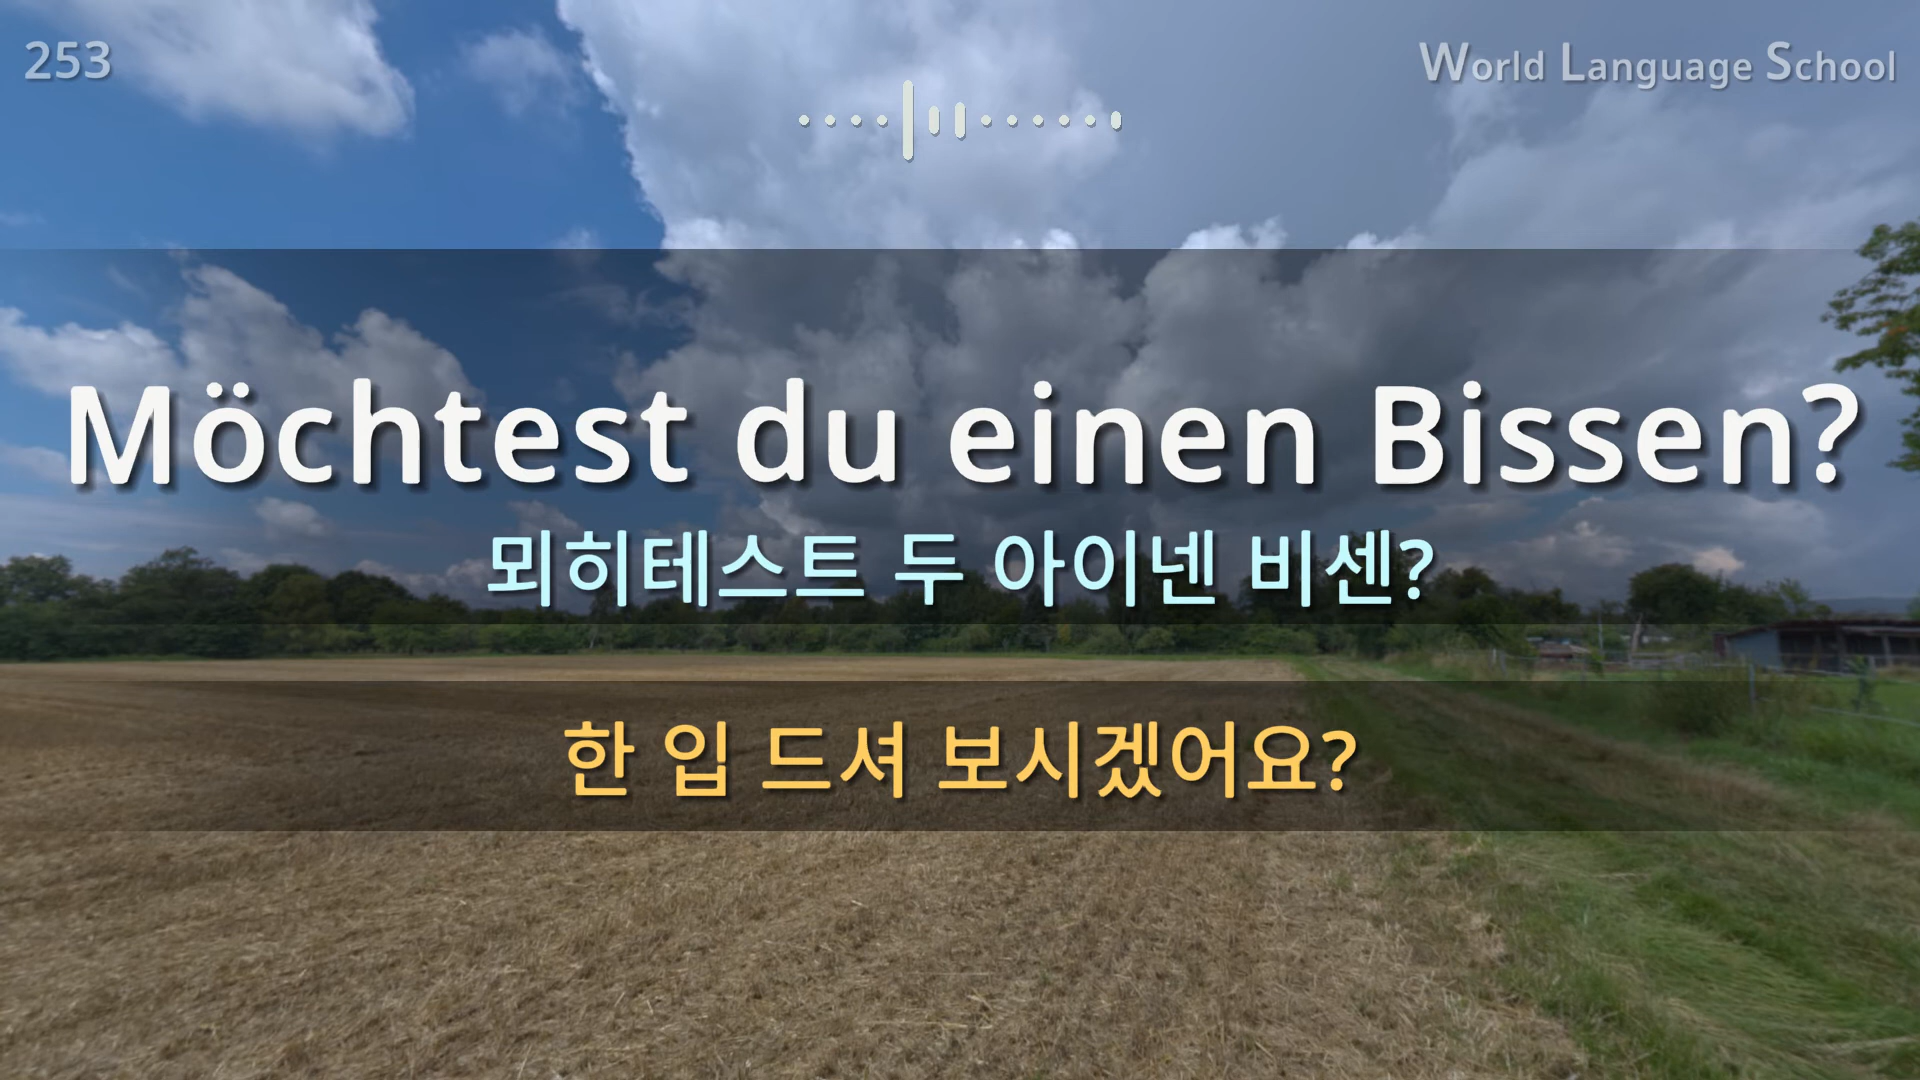 253
World Language School
Möchtest du einen Bissen?
뫼히테스트 두 아이넨 비센?
한 입 드셔 보시겠어요?